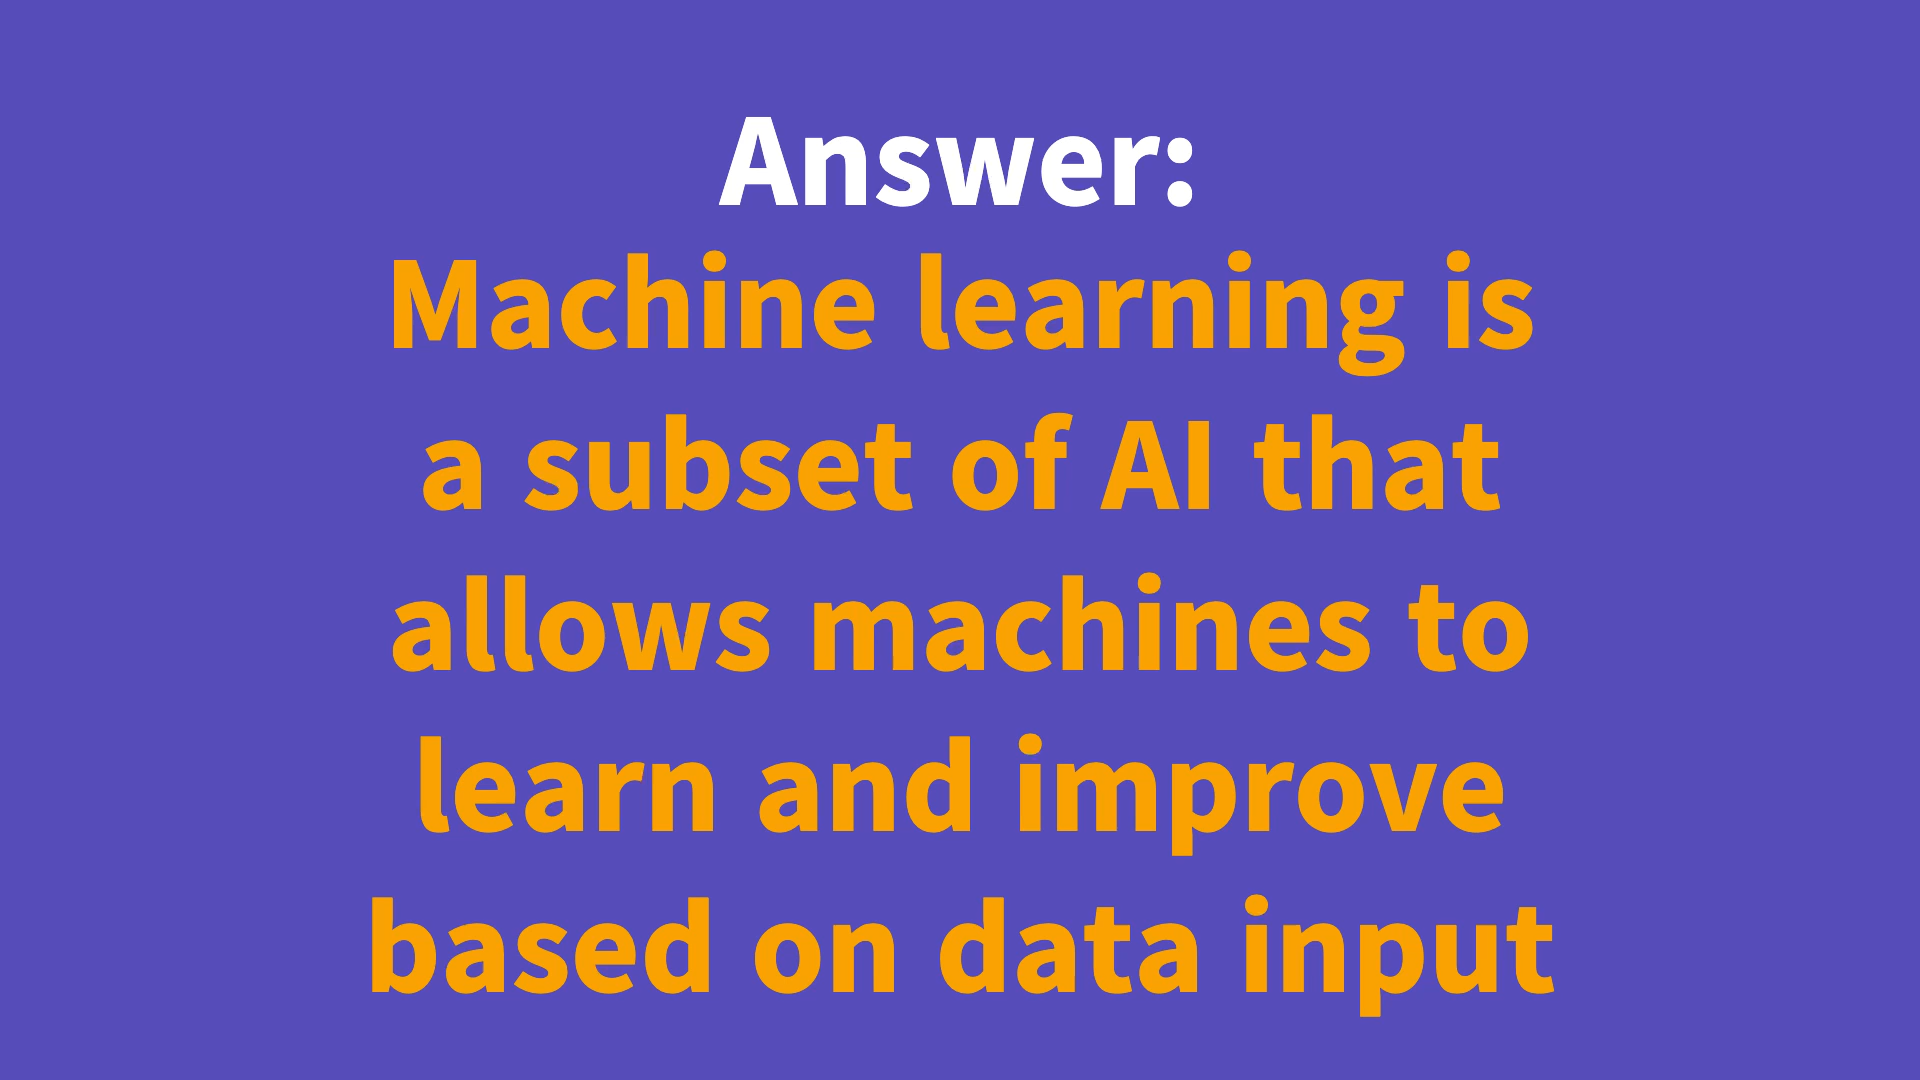 Answer:
Machine learning is
a subset of AI that
allows machines to
learn and improve
based on data input